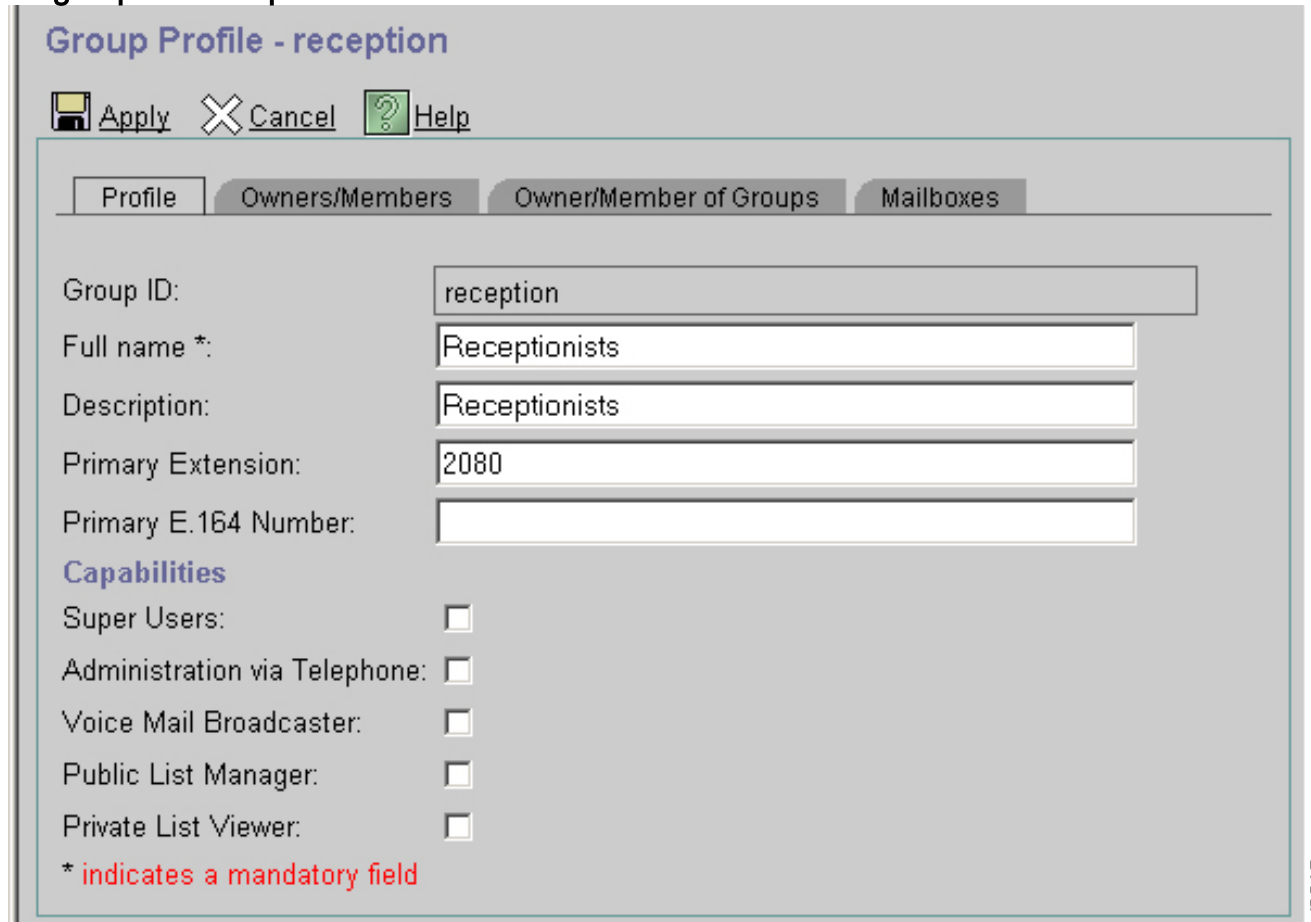 Group Profile - reception
Apply Cancel Help
Profile Owners/Members Owner/Member of Groups Mailboxes
Group ID: reception
Full name *: Receptionists
Description: Receptionists
Primary Extension: 2080
Primary E.164 Number:
Capabilities
Super Users:
Administration via Telephone:
Voice Mail Broadcaster:
Public List Manager:
Private List Viewer:
* indicates a mandatory field